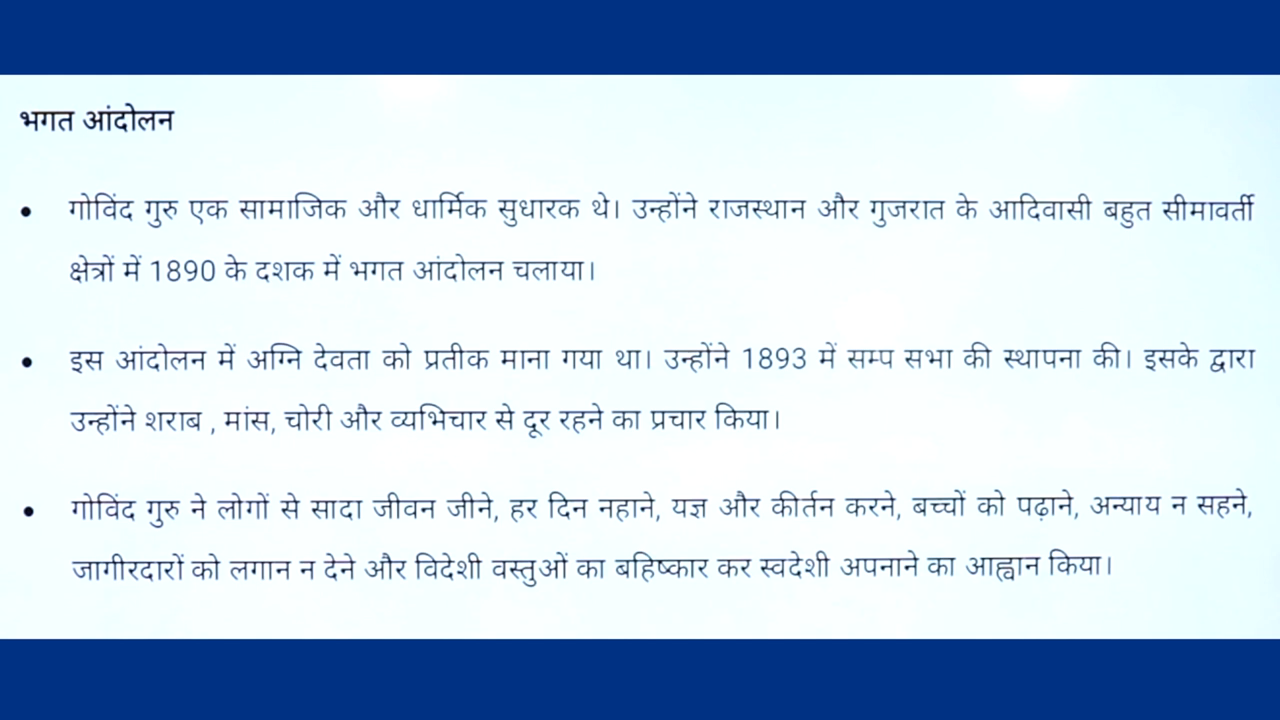 भगत आंदोलन
• गोविंद गुरु एक सामाजिक और धार्मिक सुधारक थे। उन्होंने राजस्थान और गुजरात के आदिवासी बहुत सीमावर्ती
क्षेत्रों में 1890 के दशक में भगत आंदोलन चलाया।
• इस आंदोलन में अग्नि देवता को प्रतीक माना गया था। उन्होंने 1893 में सम्प सभा की स्थापना की। इसके द्वारा
उन्होंने शराब , मांस, चोरी और व्यभिचार से दूर रहने का प्रचार किया।
• गोविंद गुरु ने लोगों से सादा जीवन जीने, हर दिन नहाने, यज्ञ और कीर्तन करने, बच्चों को पढ़ाने, अन्याय न सहने,
जागीरदारों को लगान न देने और विदेशी वस्तुओं का बहिष्कार कर स्वदेशी अपनाने का आह्वान किया।